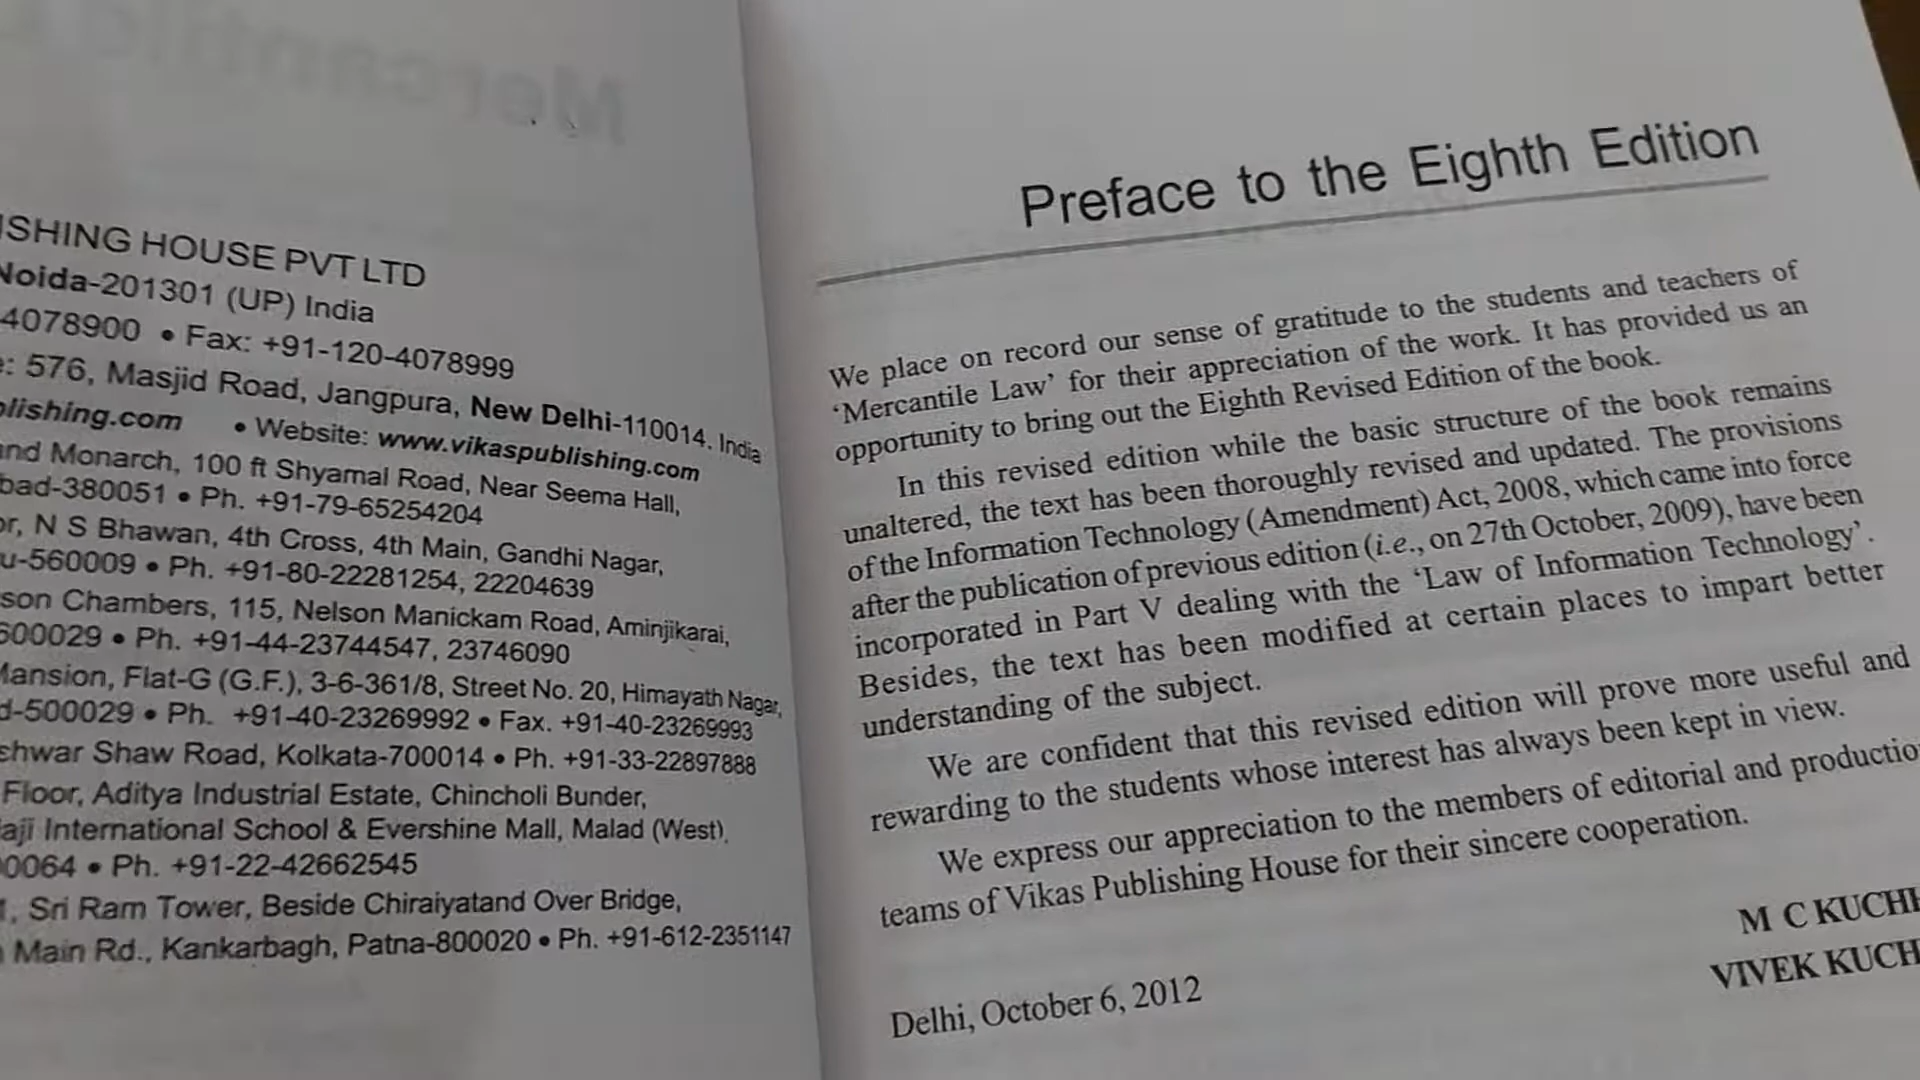 HOUSE PVT LTD
Noida-201301 (UP) India
4078900 • Fax: +91-120-4078999
576, Masjid Road, Jangpura, New Delhi-110014. India
• Website: www.vikaspublishing.com
Monarch, 100 ft Shyamal Road, Near Seema Hall,
380051 • Ph. +91-79-65254204
N S Bhawan, 4th Cross, 4th Main, Gandhi Nagar,
560009 • Ph. +91-80-22281254, 22204639
Chambers, 115, Nelson Manickam Road, Aminjikarai,
600029 • Ph. +91-44-23744547, 23746090
Mansion, Flat-G (G.F.), 3-6-361/8, Street No. 20, Himayath Nagar,
500029 • Ph. +91-40-23269992 • Fax. +91-40-23269993
Shaw Road, Kolkata-700014 • Ph. +91-33-22897888
Floor, Aditya Industrial Estate, Chincholi Bunder,
International School & Evershine Mall, Malad (West),
0064 • Ph. +91-22-42662545
Sri Ram Tower, Beside Chiraiyatand Over Bridge,
Main Rd., Kankarbagh, Patna-800020 • Ph. +91-612-2351147
Preface to the Eighth Edition
We place on record our sense of gratitude to the students and teachers of
‘Mercantile Law’ for their appreciation of the work. It has provided us an
opportunity to bring out the Eighth Revised Edition of the book.
In this revised edition while the basic structure of the book remains
unaltered, the text has been thoroughly revised and updated. The provisions
of the Information Technology (Amendment) Act, 2008, which came into force
after the publication of previous edition (i.e., on 27th October, 2009), have been
incorporated in Part V dealing with the ‘Law of Information Technology’.
Besides, the text has been modified at certain places to impart better
understanding of the subject.
We are confident that this revised edition will prove more useful and
rewarding to the students whose interest has always been kept in view.
We express our appreciation to the members of editorial and production
teams of Vikas Publishing House for their sincere cooperation.
M C KUCH
VIVEK KUCH
Delhi, October 6, 2012